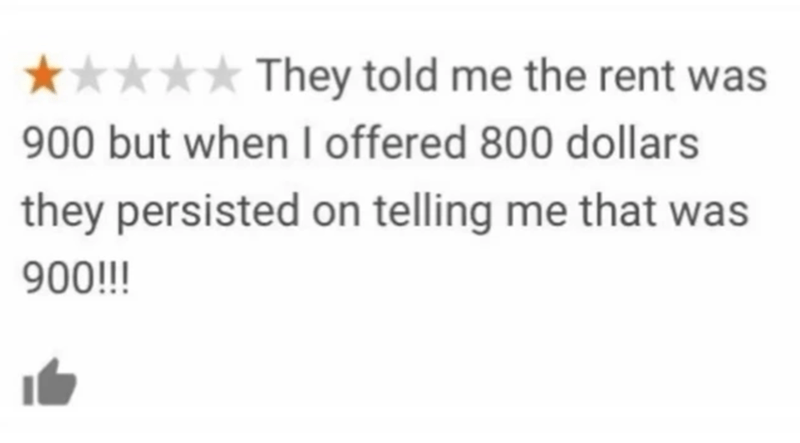 They told me the rent was
900 but when I offered 800 dollars
they persisted on telling me that was
900!!!